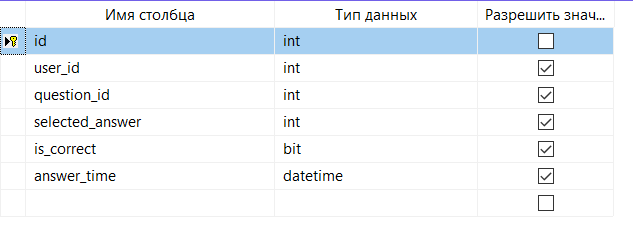 Имя столбца Тип данных Разрешить знач...
id int
user_id int
question_id int
selected_answer int
is_correct bit
answer_time datetime